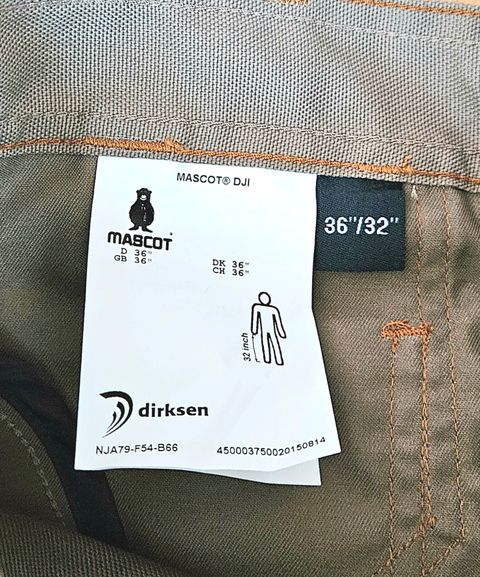 MASCOT® DJI
MASCOT
D 36"
GB 36"
DK 36"
CH 36"
36"/32"
32 inch
dirksen
NJA79-F54-B66
450003750020150814